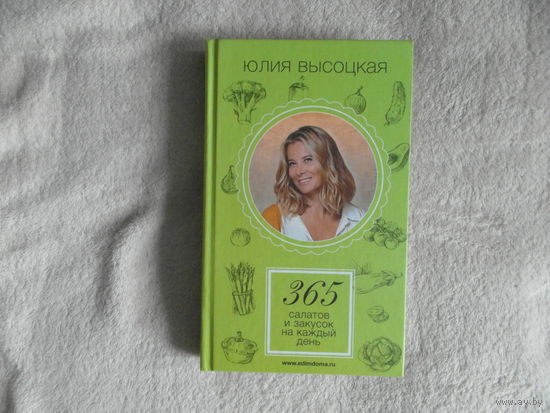 ЮЛИЯ ВЫСОЦКАЯ
365
салатов
и закусок
на каждый
день
www.edimdoma.ru
www.ay.by